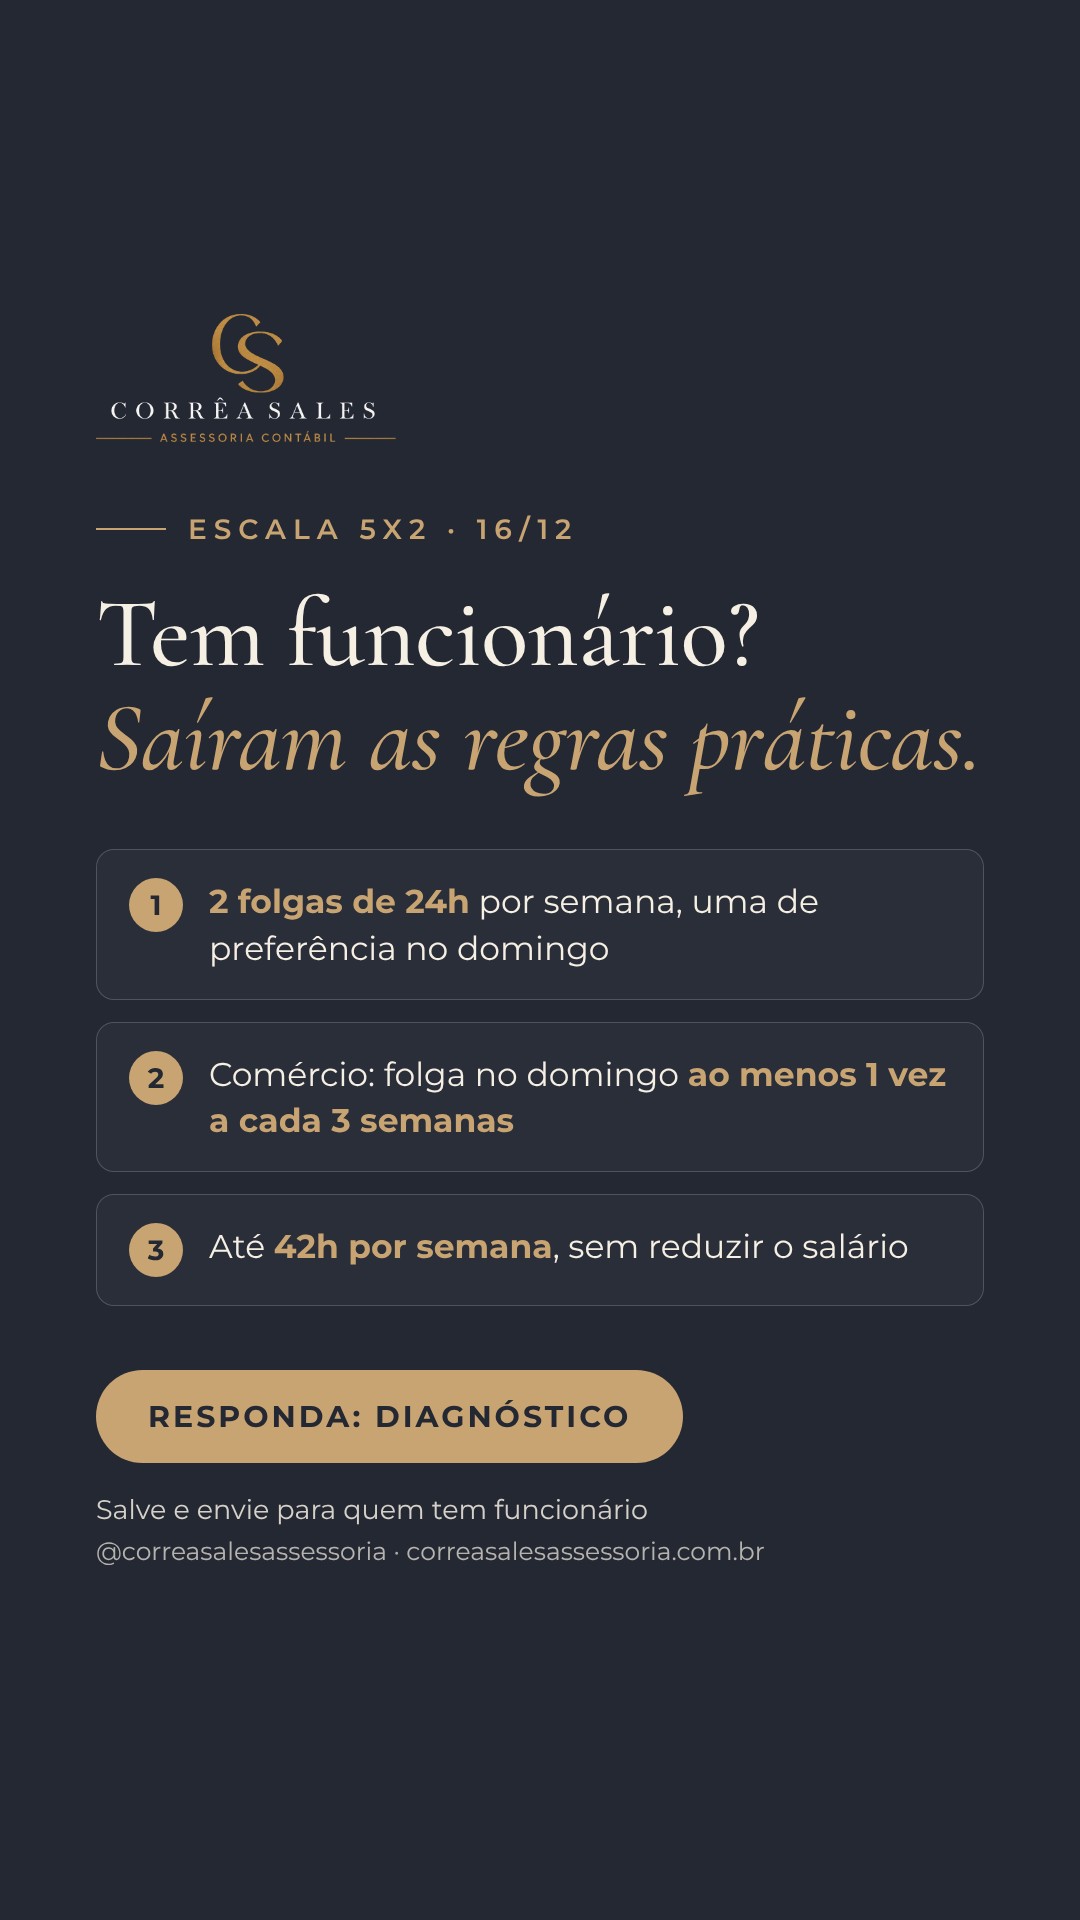 CS
CORRÊA SALES
ASSESSORIA CONTÁBIL
ESCALA 5X2 · 16/12
Tem funcionário?
Saíram as regras práticas.
1
2 folgas de 24h por semana, uma de
preferência no domingo
2
Comércio: folga no domingo ao menos 1 vez
a cada 3 semanas
3
Até 42h por semana, sem reduzir o salário
RESPONDA: DIAGNÓSTICO
Salve e envie para quem tem funcionário
@correasalesassessoria · correasalesassessoria.com.br